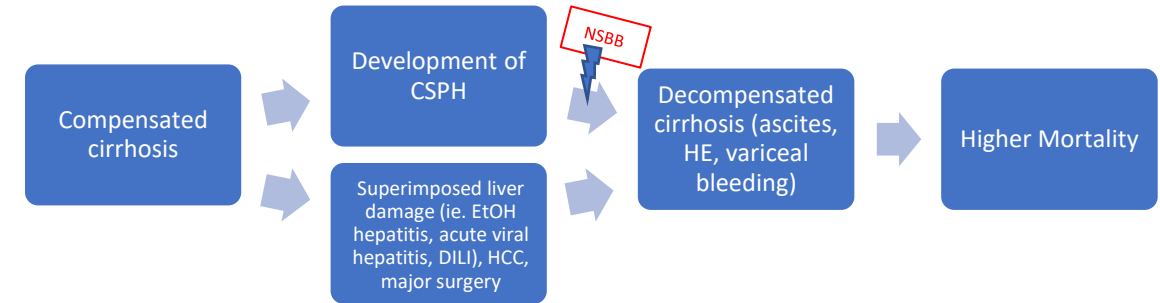 Compensated
cirrhosis
Development of
CSPH
NSBB
Superimposed liver
damage (ie. EtOH
hepatitis, acute viral
hepatitis, DILI), HCC,
major surgery
Decompensated
cirrhosis (ascites,
HE, variceal
bleeding)
Higher Mortality